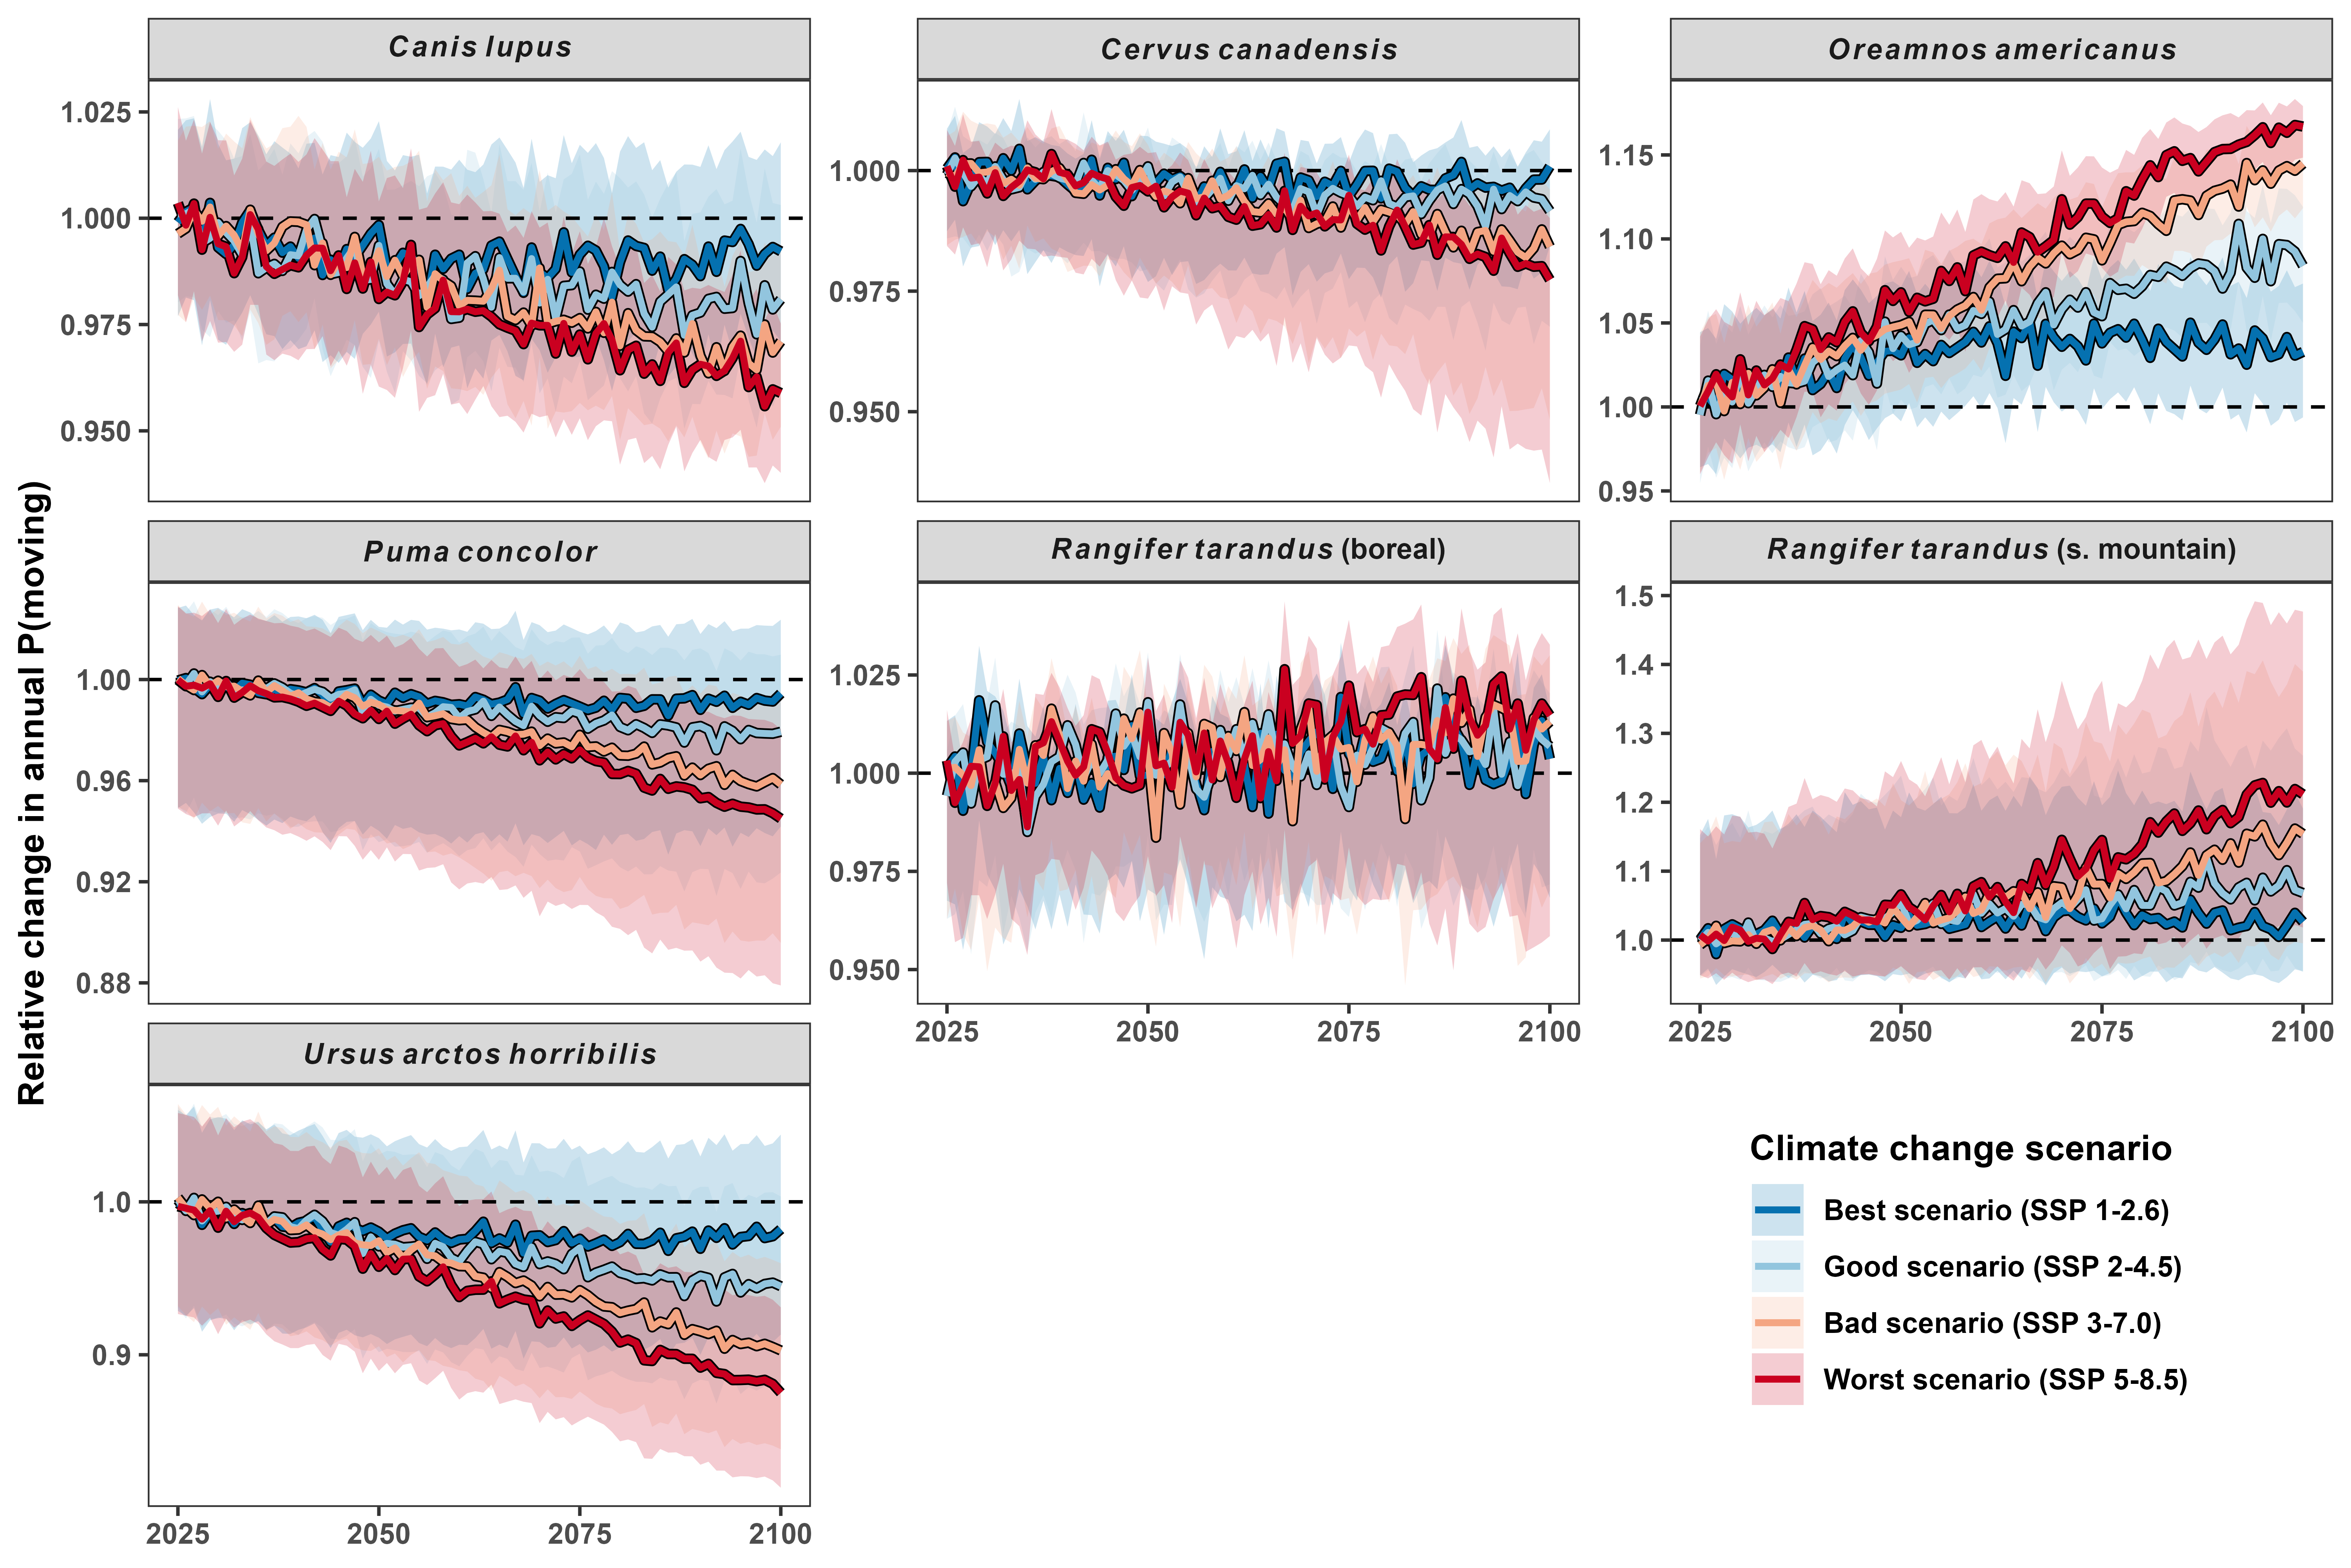 Canis lupus
Cervus canadensis
Oreamnos americanus
1.025
1.000
0.975
0.950
1.000
0.975
0.950
1.15
1.10
1.05
1.00
0.95
Relative change in annual P(moving)
Puma concolor
Rangifer tarandus (boreal)
Rangifer tarandus (s. mountain)
1.00
0.96
0.92
0.88
1.025
1.000
0.975
0.950
1.5
1.4
1.3
1.2
1.1
1.0
2025 2050 2075 2100
2025 2050 2075 2100
Ursus arctos horribilis
1.0
0.9
2025 2050 2075 2100
Climate change scenario
Best scenario (SSP 1-2.6)
Good scenario (SSP 2-4.5)
Bad scenario (SSP 3-7.0)
Worst scenario (SSP 5-8.5)